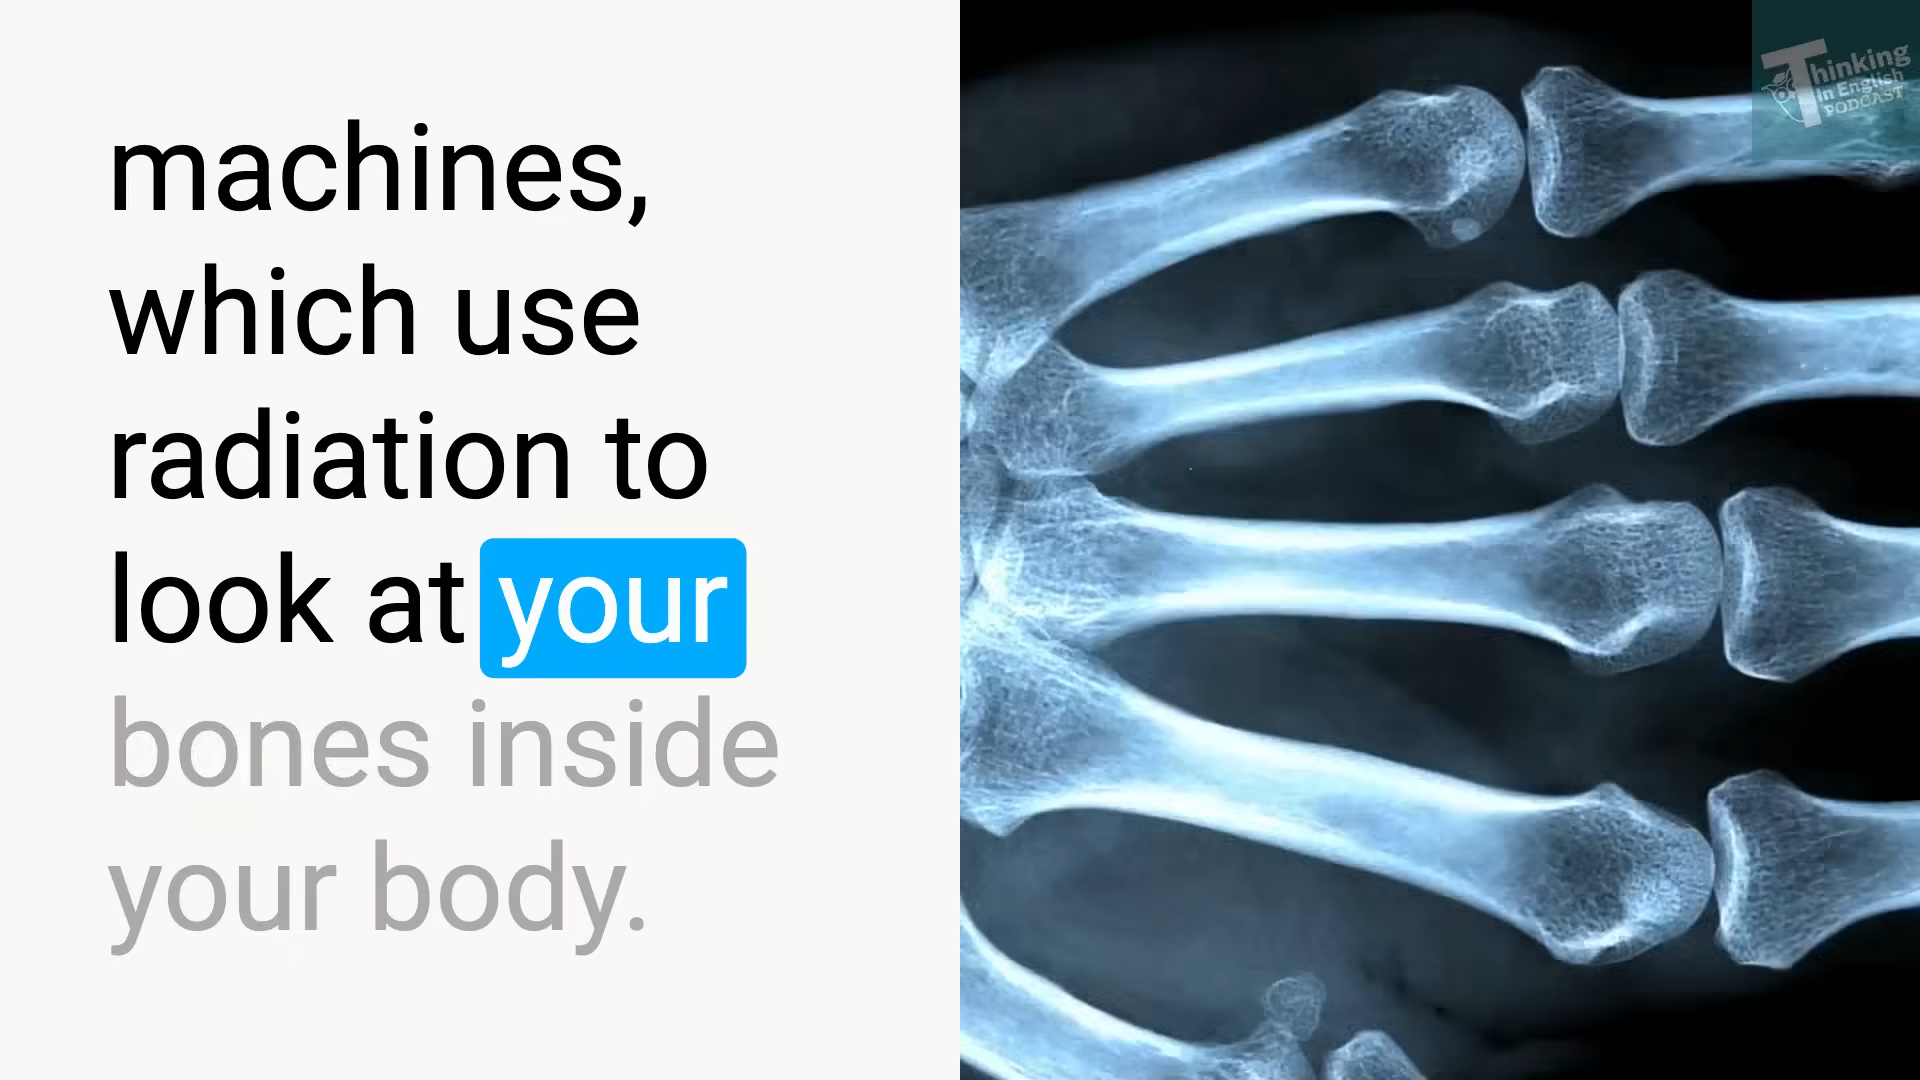 machines,
which use
radiation to
look at your
bones inside
your body.
Thinking
in English
PODCAST